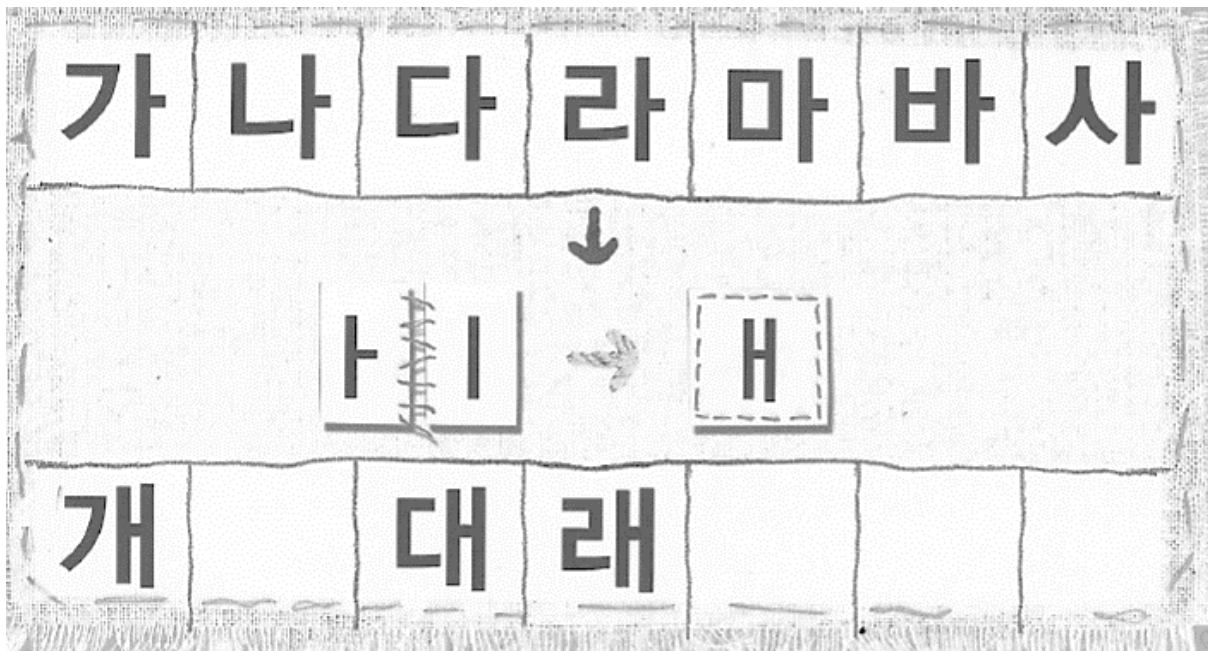 가 나 다 라 마 바 사
ㅏ ㅣ ㅐ
개 대 래